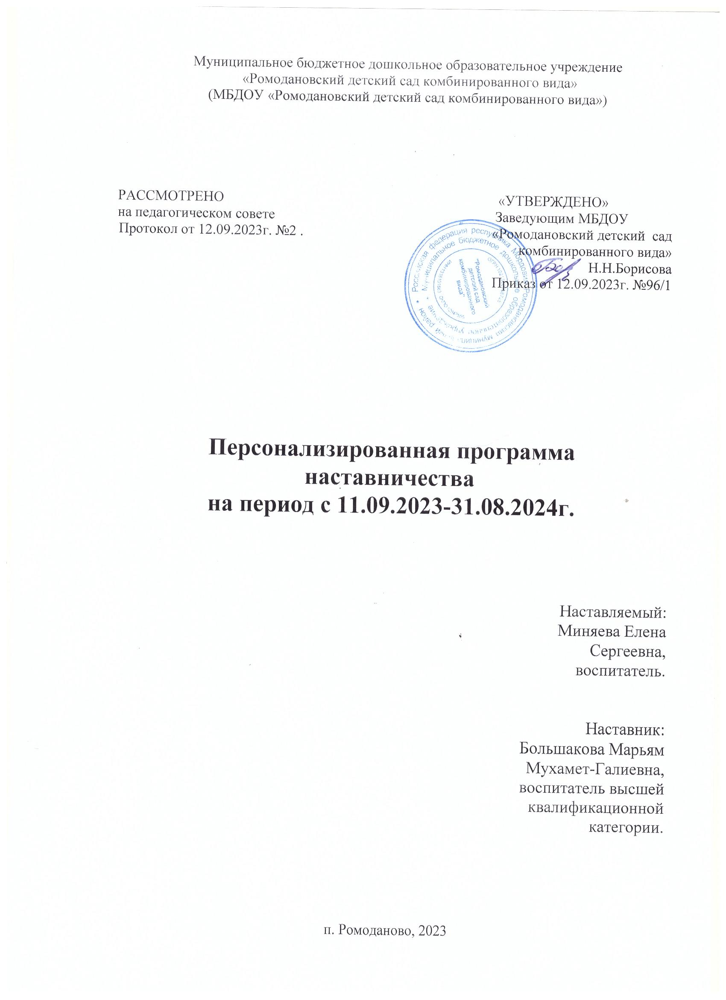 Муниципальное бюджетное дошкольное образовательное учреждение
«Ромодановский детский сад комбинированного вида»
(МБДОУ «Ромодановский детский сад комбинированного вида»)
РАССМОТРЕНО
на педагогическом совете
Протокол от 12.09.2023г. №2 .
«УТВЕРЖДЕНО»
Заведующим МБДОУ
«Ромодановский детский сад
комбинированного вида»
Н.Н.Борисова
Приказ от 12.09.2023г. №96/1
Российская федерация республика Мордовия Ромодановский муниципальный район *
Муниципальное бюджетное дошкольное образовательное учреждение *
"Ромодановский
детский сад
комбинированного
вида"
Персонализированная программа
наставничества
на период с 11.09.2023-31.08.2024г.
Наставляемый:
Миняева Елена
Сергеевна,
воспитатель.
Наставник:
Большакова Марьям
Мухамет-Галиевна,
воспитатель высшей
квалификационной
категории.
п. Ромоданово, 2023